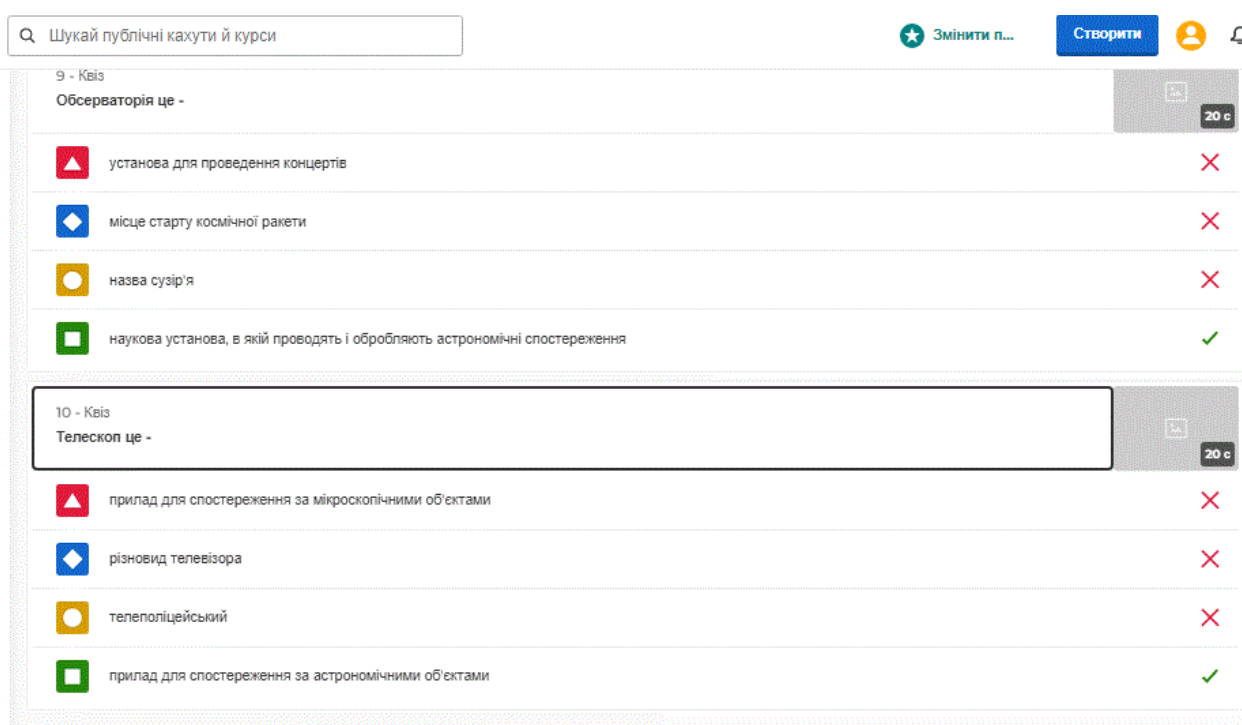 Шукай публічні кахути й курси
Змінити п...
Створити
9 - Квіз
Обсерваторія це -
20 с
установа для проведення концертів
місце старту космічної ракети
назва сузір'я
наукова установа, в якій проводять і обробляють астрономічні спостереження
10 - Квіз
Телескоп це -
20 с
прилад для спостереження за мікроскопічними об'єктами
різновид телевізора
телеполіцейський
прилад для спостереження за астрономічними об'єктами